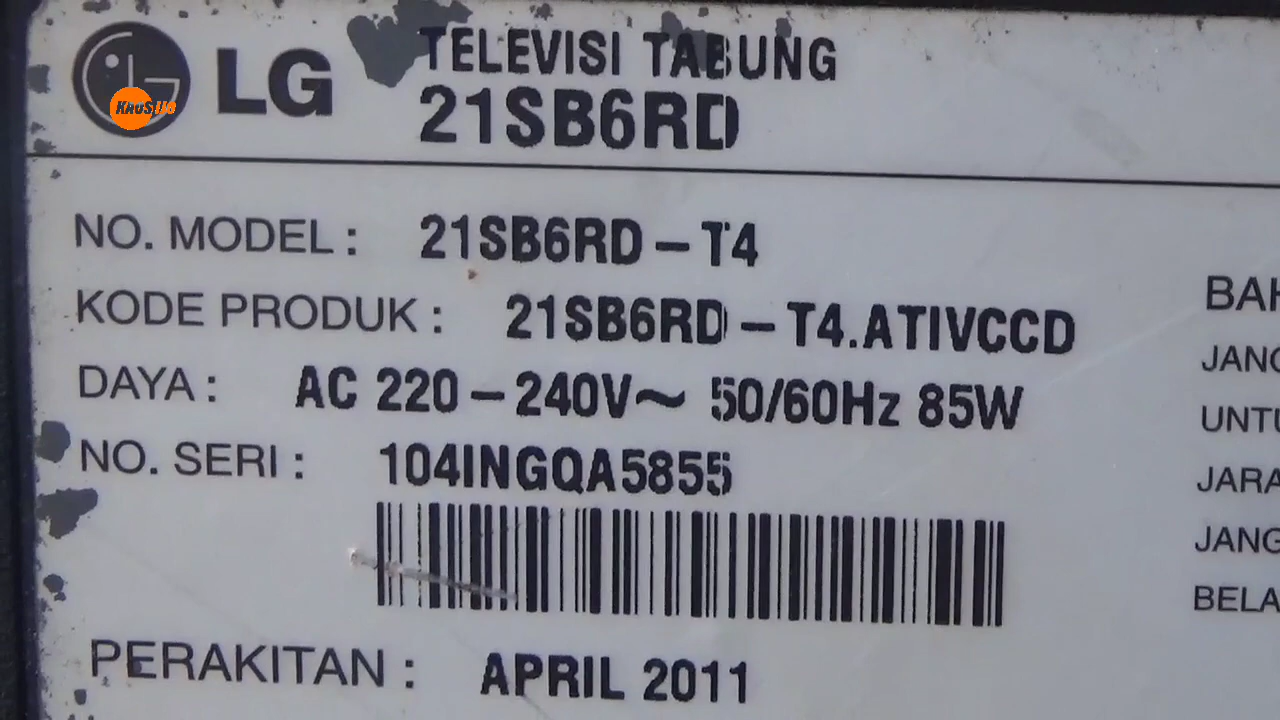 LG
TELEVISI TABUNG
21SB6RD
NO. MODEL : 21SB6RD – T4
KODE PRODUK : 21SB6RD – T4.ATIVCCD
DAYA : AC 220 – 240V~ 50/60Hz 85W
NO. SERI : 104INGQA5855
PERAKITAN : APRIL 2011
BAH
JANG
UNTU
JARA
JANG
BELA